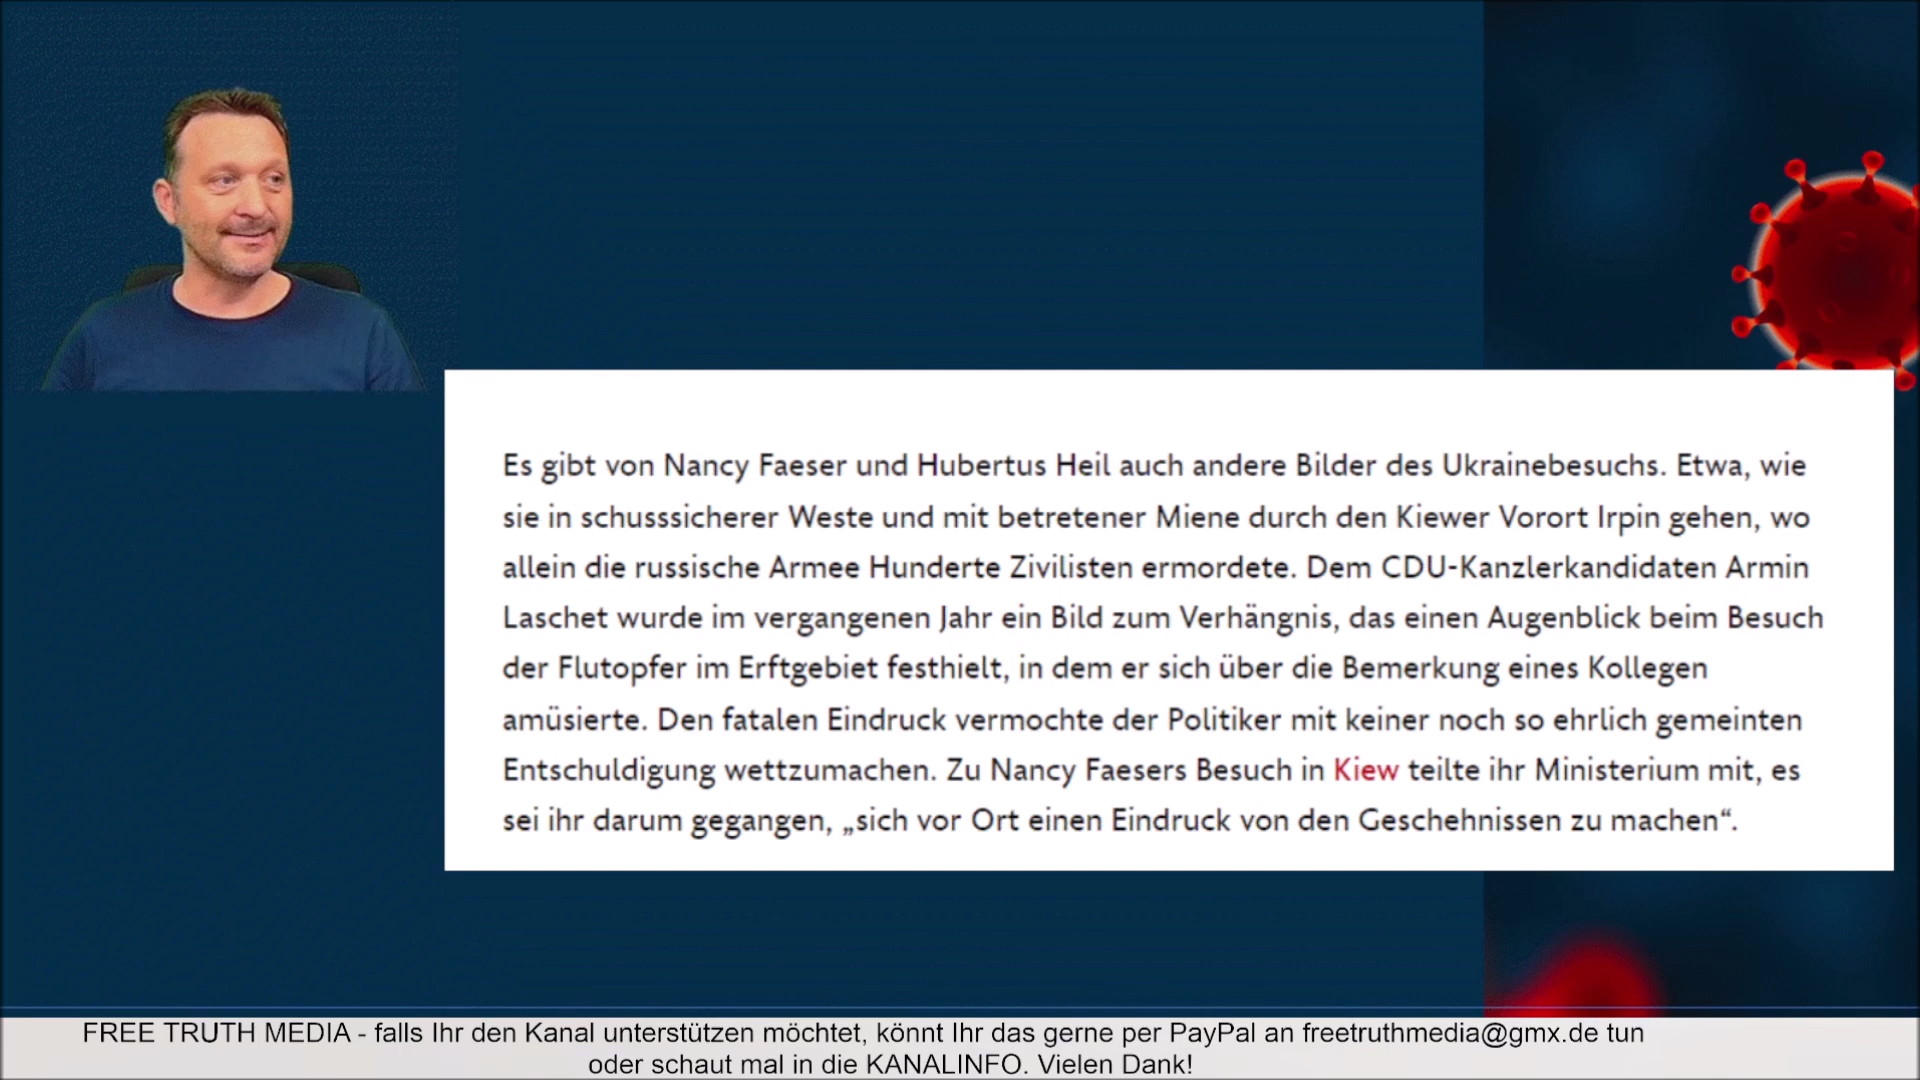 Es gibt von Nancy Faeser und Hubertus Heil auch andere Bilder des Ukrainebesuchs. Etwa, wie
sie in schusssicherer Weste und mit betretener Miene durch den Kiewer Vorort Irpin gehen, wo
allein die russische Armee Hunderte Zivilisten ermordete. Dem CDU-Kanzlerkandidaten Armin
Laschet wurde im vergangenen Jahr ein Bild zum Verhängnis, das einen Augenblick beim Besuch
der Flutopfer im Erftgebiet festhielt, in dem er sich über die Bemerkung eines Kollegen
amüsierte. Den fatalen Eindruck vermochte der Politiker mit keiner noch so ehrlich gemeinten
Entschuldigung wettzumachen. Zu Nancy Faesers Besuch in Kiew teilte ihr Ministerium mit, es
sei ihr darum gegangen, „sich vor Ort einen Eindruck von den Geschehnissen zu machen“.
FREE TRUTH MEDIA - falls Ihr den Kanal unterstützen möchtet, könnt Ihr das gerne per PayPal an freetruthmedia@gmx.de tun
oder schaut mal in die KANALINFO. Vielen Dank!